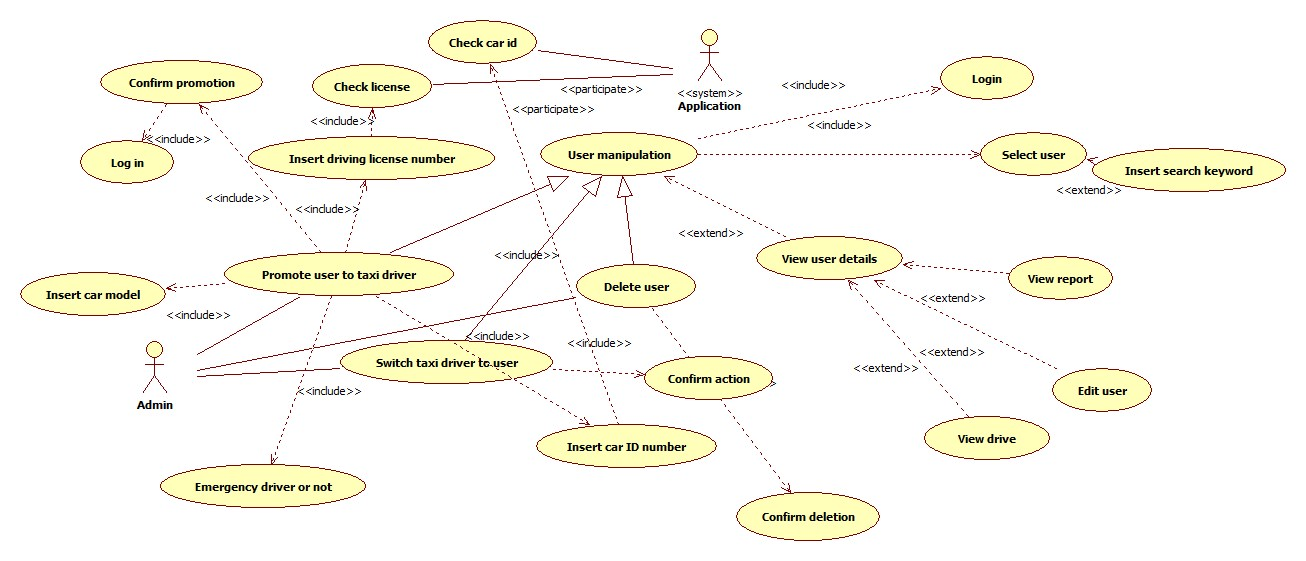 Check car id
Confirm promotion
Check license
<<participate>>
<<participate>>
<<system>>
Application
<<include>>
Login
<<include>>
<<include>>
<<include>>
Log in
Insert driving license number
User manipulation
Select user
Insert search keyword
<<extend>>
<<include>>
<<include>>
<<extend>>
<<include>>
Promote user to taxi driver
View user details
Insert car model
Delete user
View report
<<include>>
<<extend>>
<<include>>
<<include>>
<<extend>>
Switch taxi driver to user
<<extend>>
Confirm action
Admin
<<include>>
Edit user
Insert car ID number
View drive
Emergency driver or not
Confirm deletion